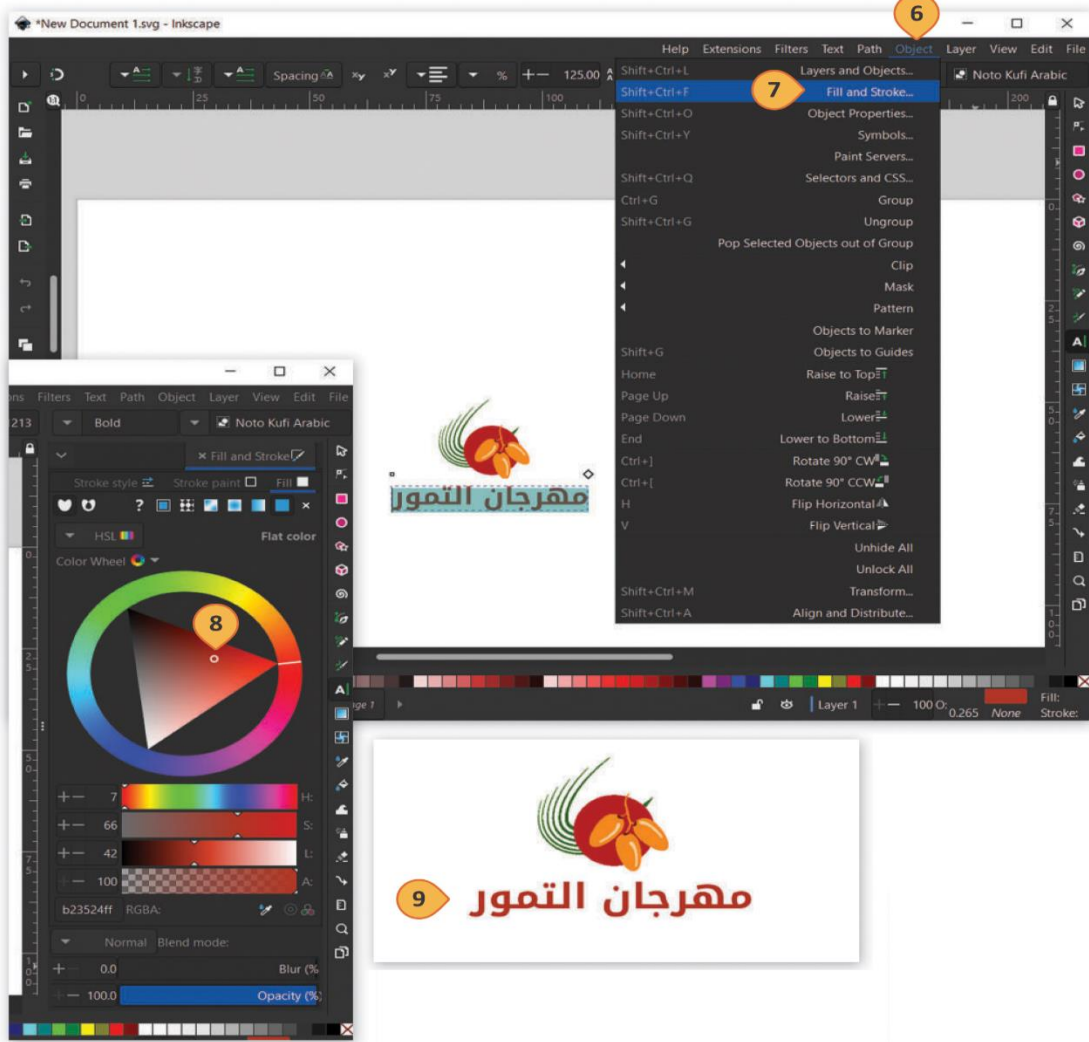 6
*New Document 1.svg - Inkscape
Help Extensions Filters Text Path Object Layer View Edit File
Spacing % 125.00 Noto Kufi Arabic
0 25 50 75 100 200
Shift+Ctrl+L Layers and Objects...
Shift+Ctrl+F 7 Fill and Stroke...
Shift+Ctrl+O Object Properties...
Shift+Ctrl+Y Symbols...
Paint Servers...
Shift+Ctrl+Q Selectors and CSS...
Ctrl+G Group
Shift+Ctrl+G Ungroup
Pop Selected Objects out of Group
Clip
Mask
Pattern
Objects to Marker
Shift+G Objects to Guides
Home Raise to Top
Page Up Raise
Page Down Lower
End Lower to Bottom
Ctrl+] Rotate 90° CW
Ctrl+[ Rotate 90° CCW
H Flip Horizontal
V Flip Vertical
Unhide All
Unlock All
Shift+Ctrl+M Transform...
Shift+Ctrl+A Align and Distribute...
مهرجان التمور
Layer 1 100 O: 0.265 None Fill:
Stroke:
ons Filters Text Path Object Layer View Edit File
213 Bold Noto Kufi Arabic
Fill and Stroke
Stroke style Stroke paint Fill
?
HSL Flat color
Color Wheel
8
7 H:
66 S:
42 L:
100 A:
b23524ff RGBA:
Normal Blend mode:
0.0 Blur (%
100.0 Opacity (%)
9
مهرجان التمور